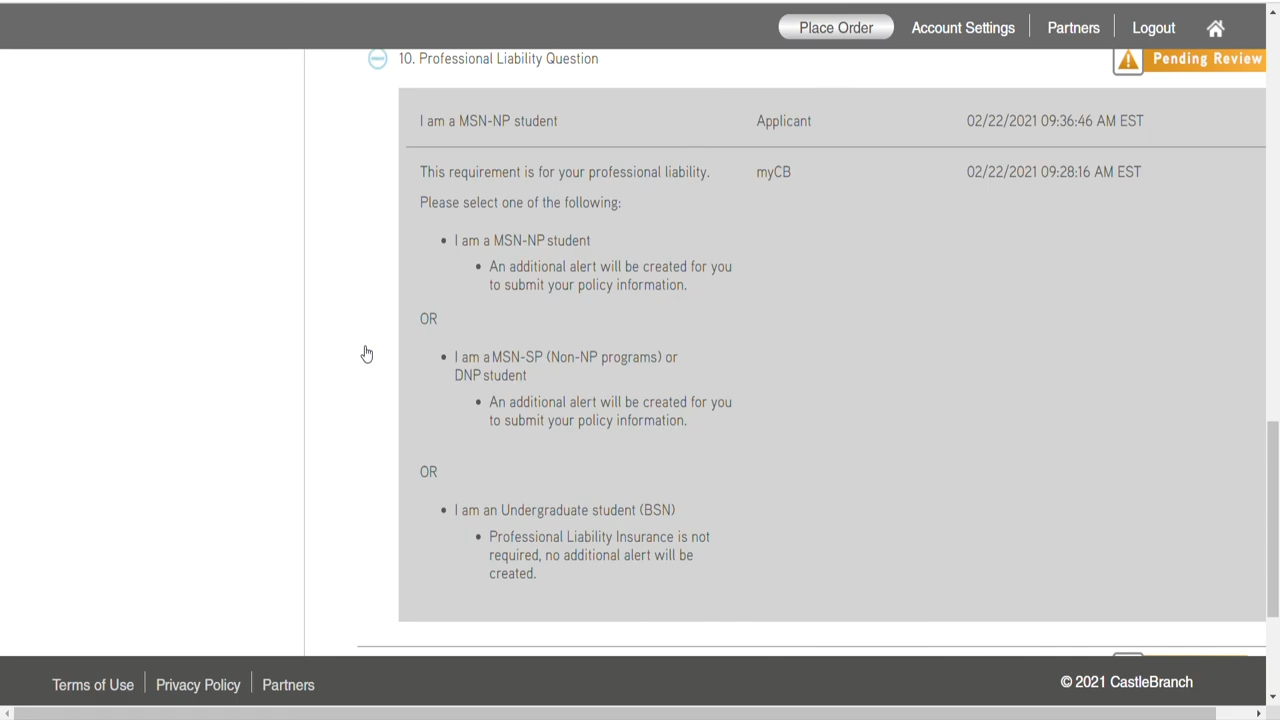 Place Order Account Settings Partners Logout
10. Professional Liability Question Pending Review
I am a MSN-NP student Applicant 02/22/2021 09:36:46 AM EST
This requirement is for your professional liability. myCB 02/22/2021 09:28:16 AM EST
Please select one of the following:
• I am a MSN-NP student
• An additional alert will be created for you
to submit your policy information.
OR
• I am a MSN-SP (Non-NP programs) or
DNP student
• An additional alert will be created for you
to submit your policy information.
OR
• I am an Undergraduate student (BSN)
• Professional Liability Insurance is not
required, no additional alert will be
created.
Terms of Use Privacy Policy Partners © 2021 CastleBranch